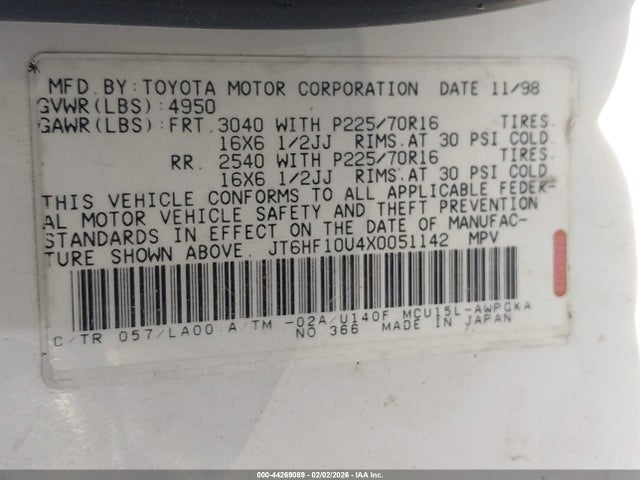 MFD. BY: TOYOTA MOTOR CORPORATION DATE 11/98
GVWR(LBS): 4950
GAWR(LBS): FRT. 3040 WITH P225/70R16 TIRES.
16X6 1/2JJ RIMS.AT 30 PSI COLD.
RR. 2540 WITH P225/70R16 TIRES.
16X6 1/2JJ RIMS.AT 30 PSI COLD.
THIS VEHICLE CONFORMS TO ALL APPLICABLE FEDER-
AL MOTOR VEHICLE SAFETY AND THEFT PREVENTION
STANDARDS IN EFFECT ON THE DATE OF MANUFAC-
TURE SHOWN ABOVE. JT6HF10U4X0051142 MPV
C/TR 057/LA00 A/TM -02A/U140F MCU15L-AWPGKA
NO 366 MADE IN JAPAN
000-44269089 - 02/02/2026 - IAA Inc.